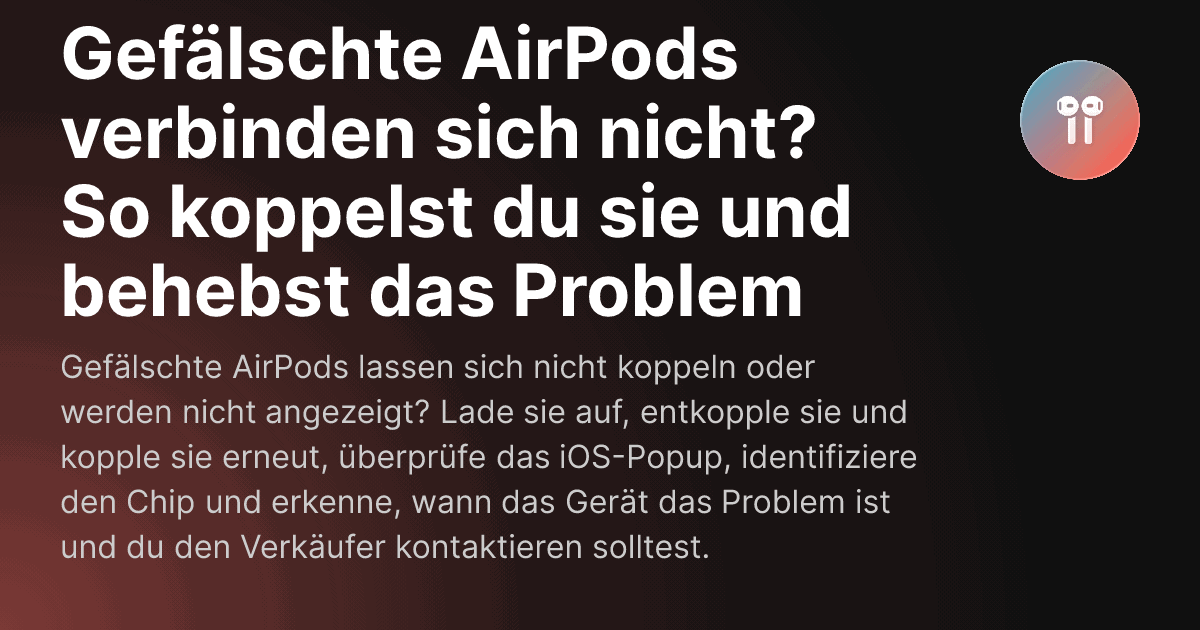 Gefälschte AirPods
verbinden sich nicht?
So koppelst du sie und
behebst das Problem
Gefälschte AirPods lassen sich nicht koppeln oder
werden nicht angezeigt? Lade sie auf, entkopple sie und
kopple sie erneut, überprüfe das iOS-Popup, identifiziere
den Chip und erkenne, wann das Gerät das Problem ist
und du den Verkäufer kontaktieren solltest.